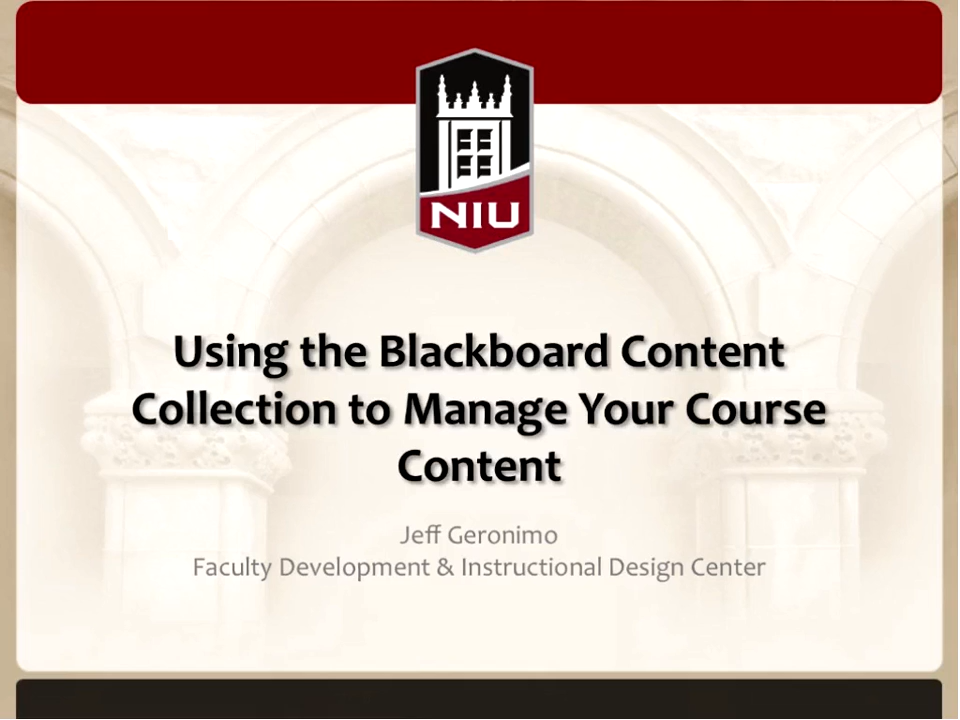 NIU
Using the Blackboard Content
Collection to Manage Your Course
Content
Jeff Geronimo
Faculty Development & Instructional Design Center